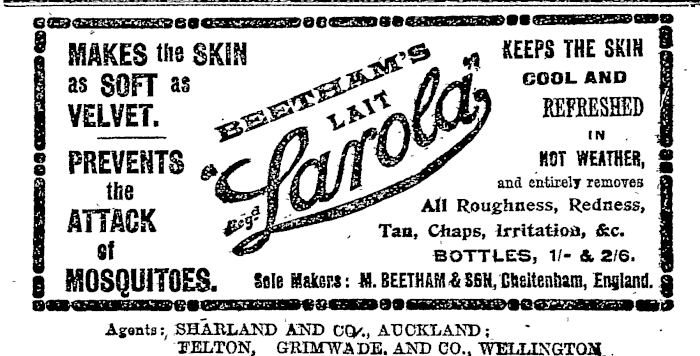 MAKES the SKIN
as SOFT as
VELVET.
PREVENTS
the
ATTACK
of
MOSQUITOES.
BEETHAM'S
LAIT
"Larola"
Regd
KEEPS THE SKIN
COOL AND
REFRESHED
IN
HOT WEATHER,
and entirely removes
All Roughness, Redness,
Tan, Chaps, Irritation, &c.
BOTTLES, 1/- & 2/6.
Sole Makers: M. BEETHAM & SON, Cheltenham, England.
Agents: SHARLAND AND CO., AUCKLAND;
FELTON, GRIMWADE, AND CO., WELLINGTON